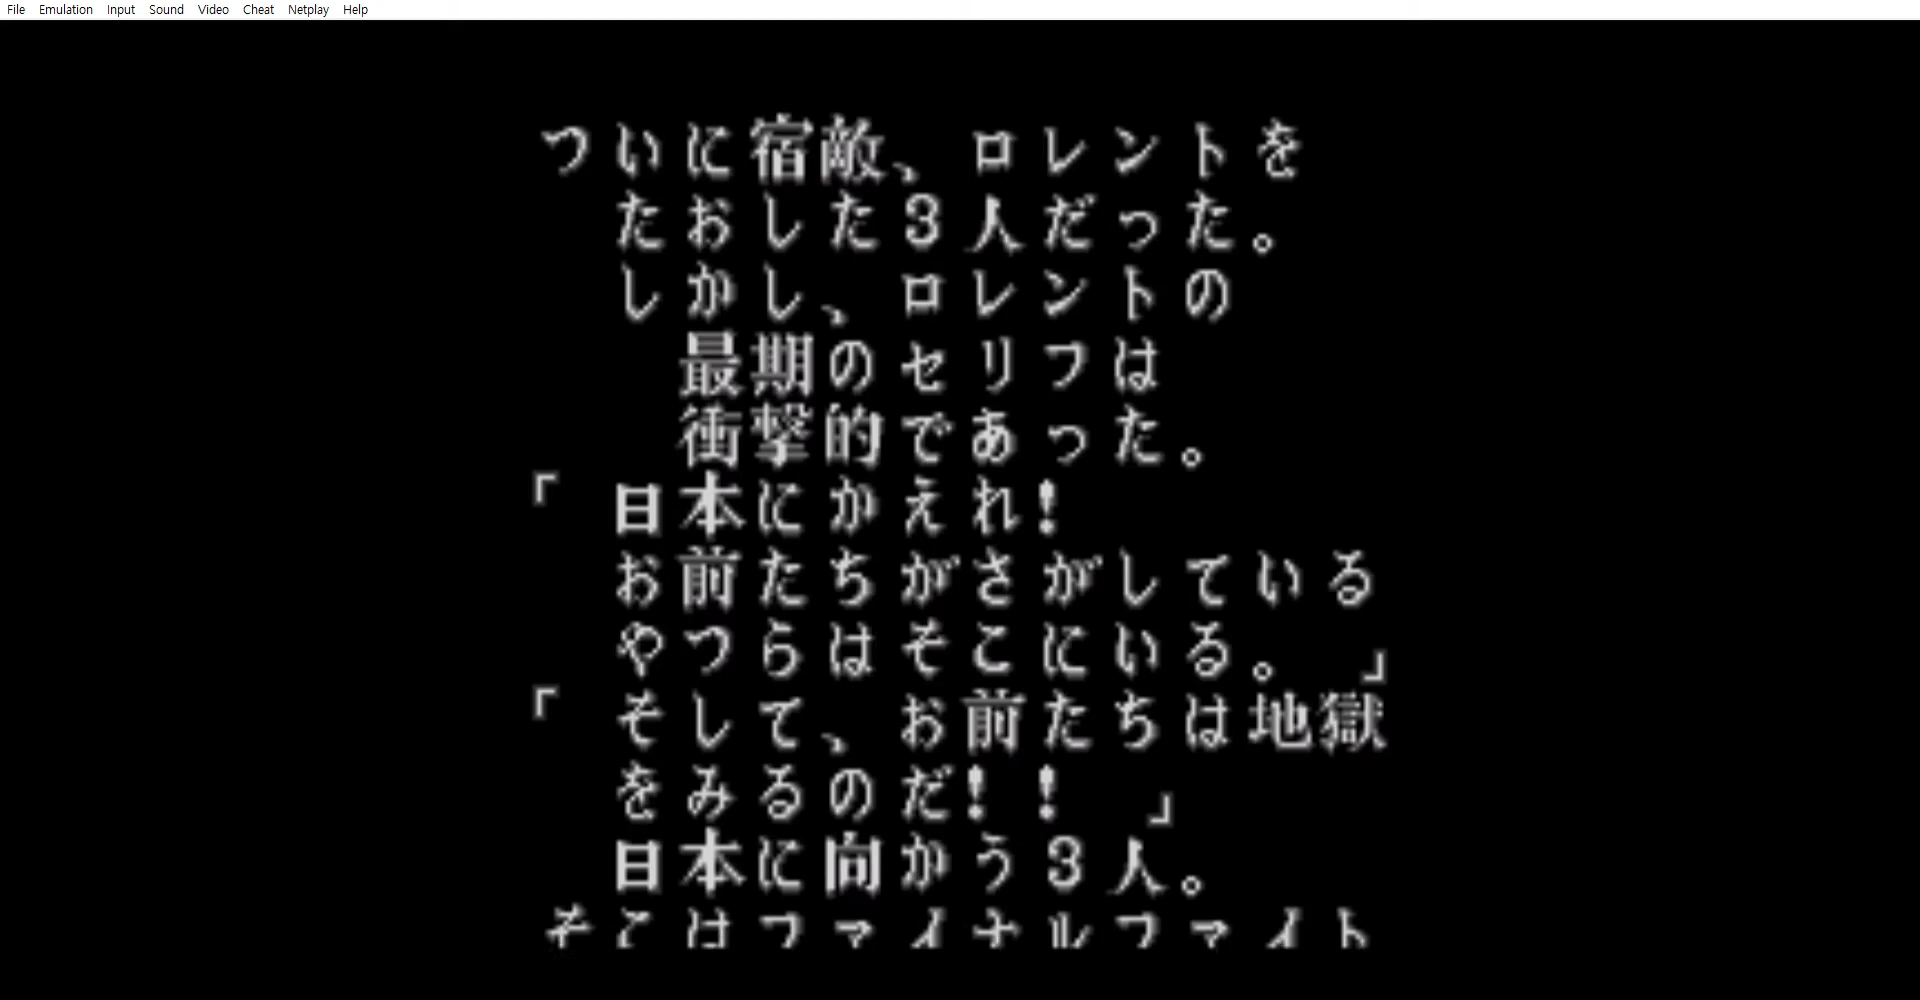 File Emulation Input Sound Video Cheat Netplay Help
ついに宿敵、ロレントを
たおした3人だった。
しかし、ロレントの
最期のセリフは
衝撃的であった。
「日本にかえれ!
お前たちがさがしている
やつらはそこにいる。」
「そして、お前たちは地獄
をみるのだ!!」
日本に向かう3人。
そこはファイナルファイト